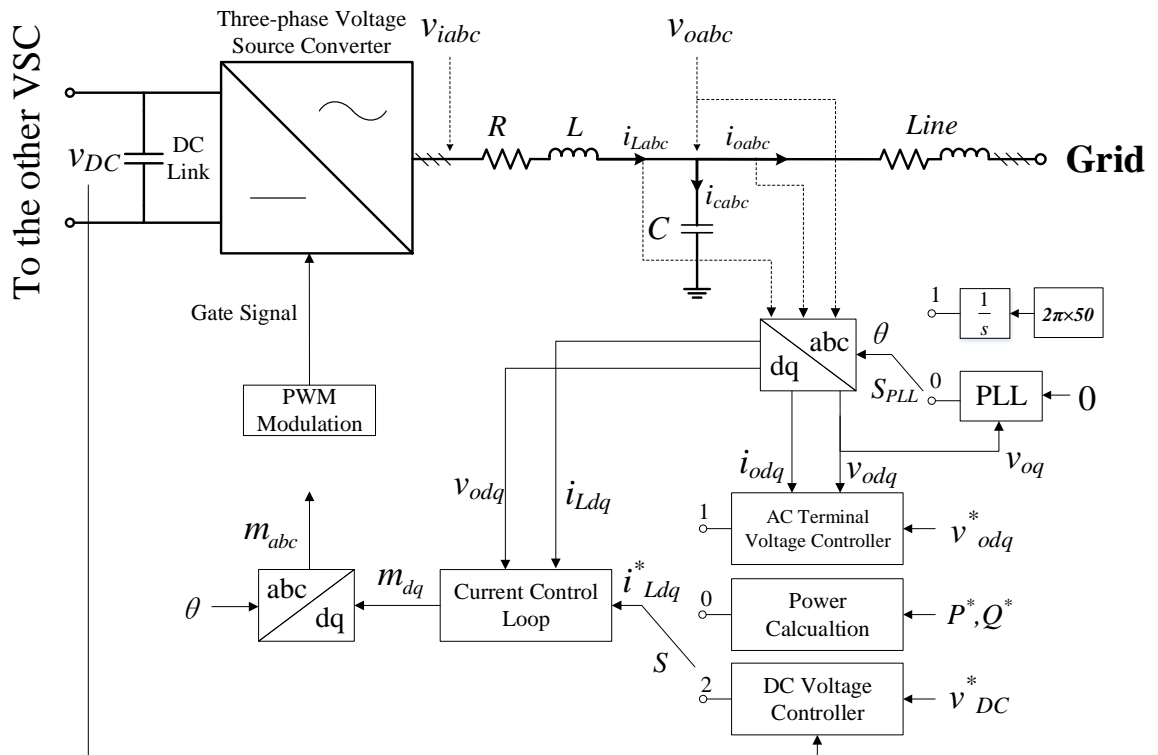 Three-phase Voltage
Source Converter
v_iabc
v_oabc
To the other VSC
v_DC
DC
Link
R
L
i_Labc
i_oabc
Line
Grid
i_cabc
C
Gate Signal
PWM
Modulation
abc
dq
θ
S_PLL
1
1/s
2π×50
0
PLL
0
v_oq
i_odq
v_odq
v_odq
i_Ldq
1
AC Terminal
Voltage Controller
v*_odq
m_abc
θ
abc
dq
m_dq
Current Control
Loop
i*_Ldq
S
0
Power
Calcualtion
P*,Q*
2
DC Voltage
Controller
v*_DC